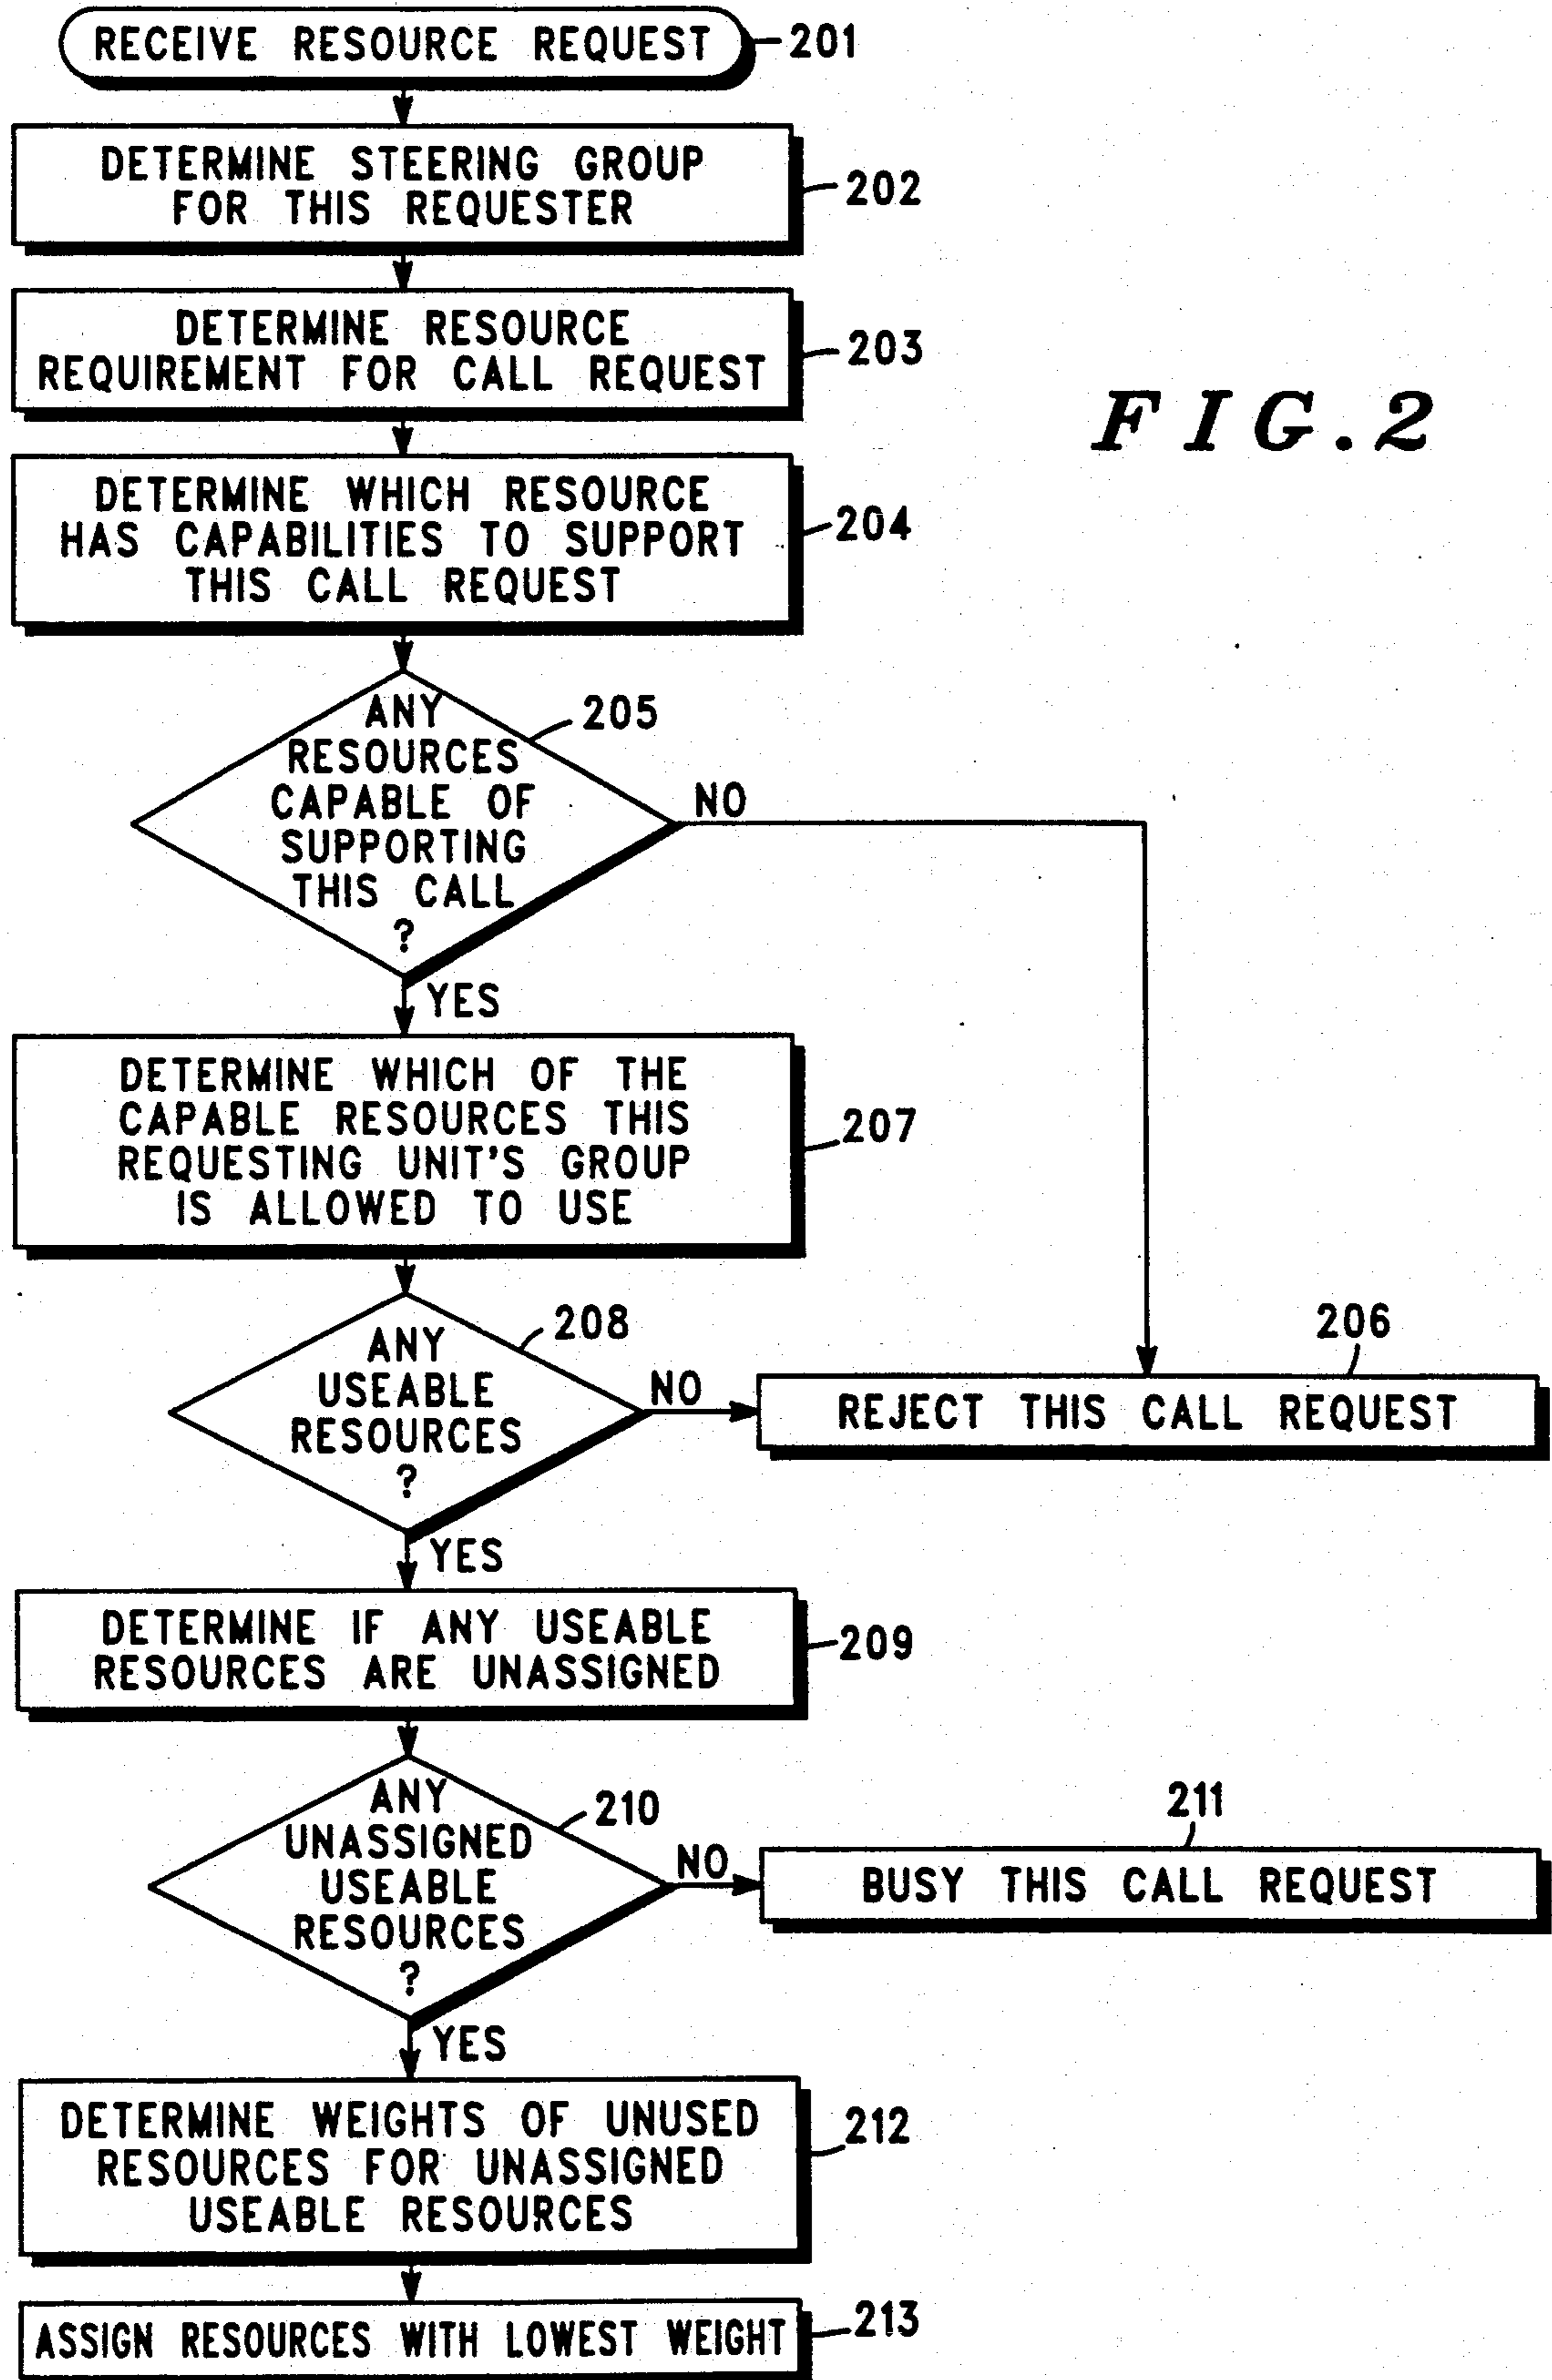 RECEIVE RESOURCE REQUEST
201
DETERMINE STEERING GROUP
FOR THIS REQUESTER
202
DETERMINE RESOURCE
REQUIREMENT FOR CALL REQUEST
203
FIG.2
DETERMINE WHICH RESOURCE
HAS CAPABILITIES TO SUPPORT
THIS CALL REQUEST
204
ANY
RESOURCES
CAPABLE OF
SUPPORTING
THIS CALL
?
205
NO
YES
DETERMINE WHICH OF THE
CAPABLE RESOURCES THIS
REQUESTING UNIT'S GROUP
IS ALLOWED TO USE
207
ANY
USEABLE
RESOURCES
?
208
NO
206
REJECT THIS CALL REQUEST
YES
DETERMINE IF ANY USEABLE
RESOURCES ARE UNASSIGNED
209
ANY
UNASSIGNED
USEABLE
RESOURCES
?
210
NO
211
BUSY THIS CALL REQUEST
YES
DETERMINE WEIGHTS OF UNUSED
RESOURCES FOR UNASSIGNED
USEABLE RESOURCES
212
ASSIGN RESOURCES WITH LOWEST WEIGHT
213